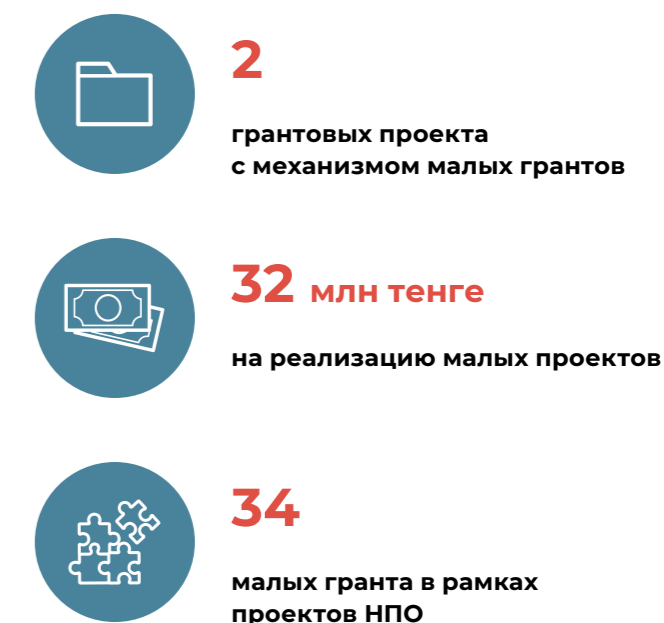 2
грантовых проекта
с механизмом малых грантов
32 млн тенге
на реализацию малых проектов
34
малых гранта в рамках
проектов НПО